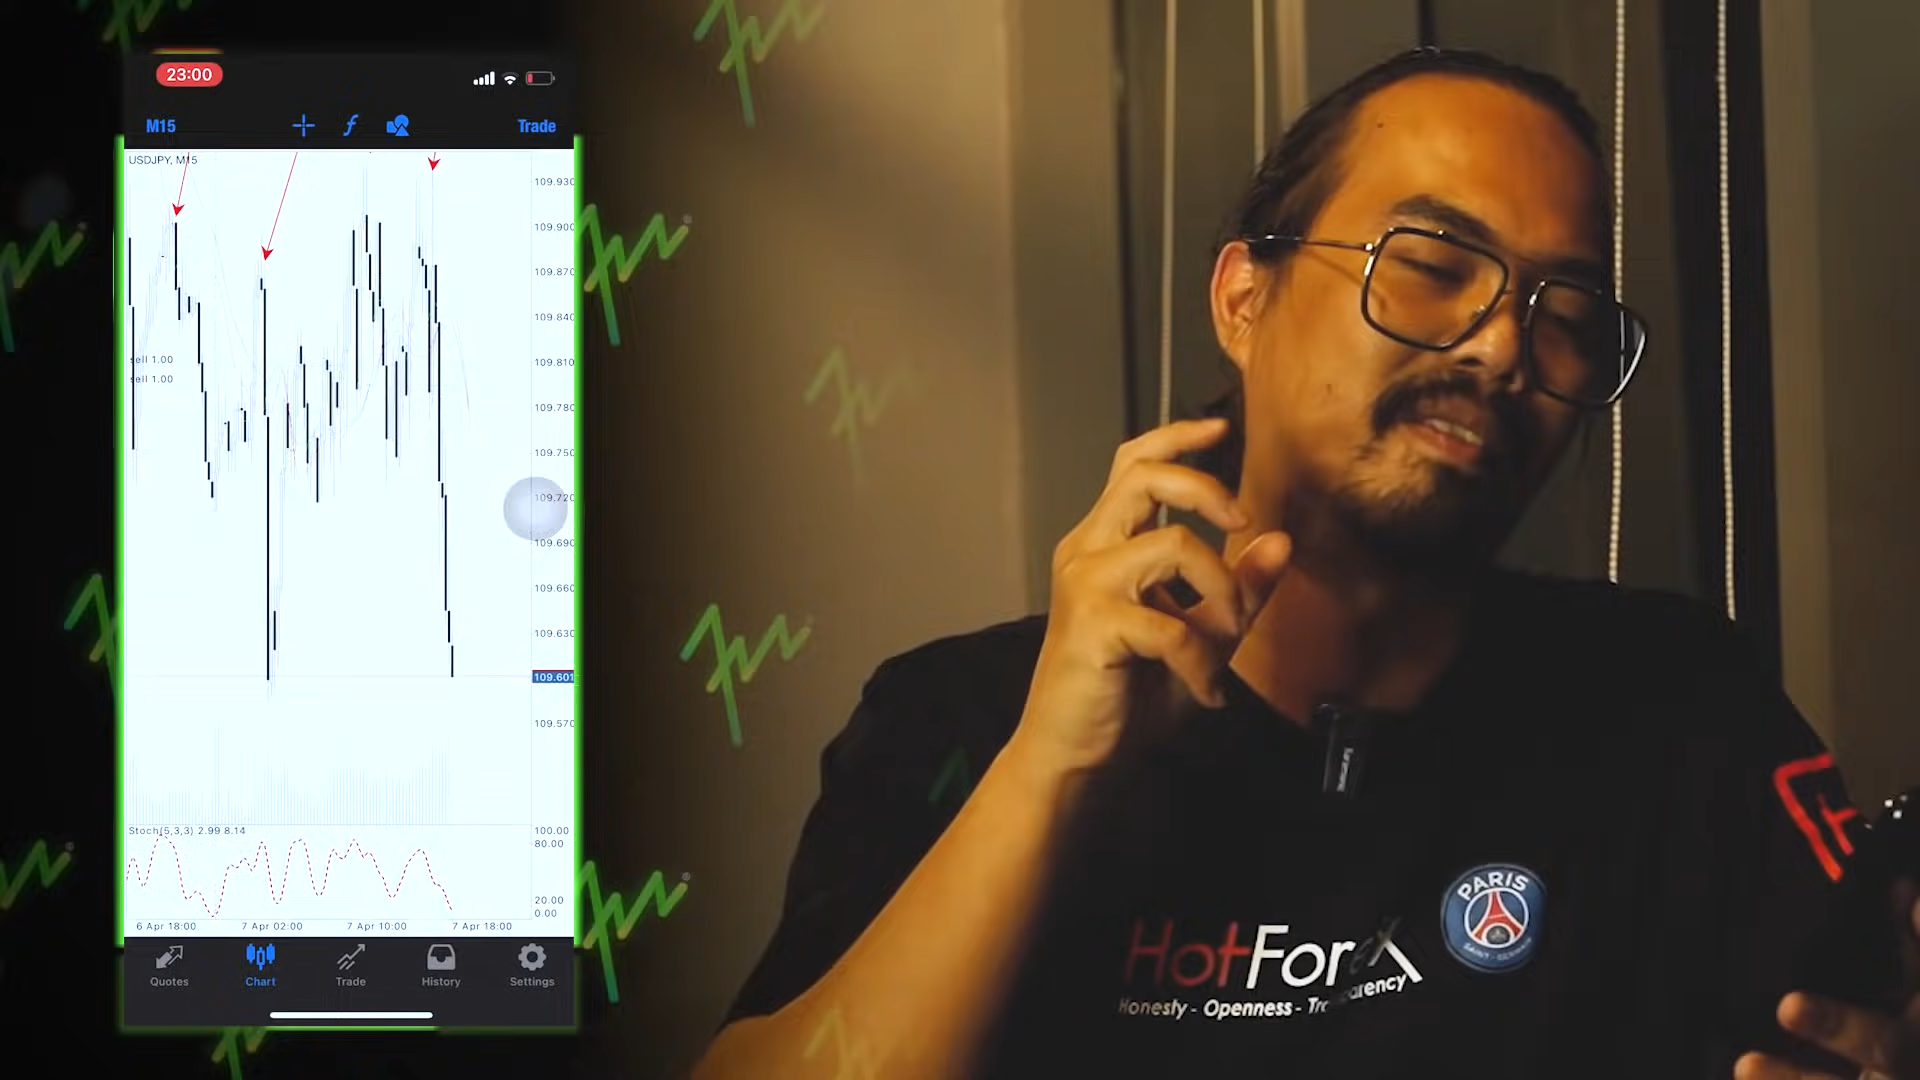 23:00
M15
Trade
USDJPY, M15
109.930
109.900
109.870
109.840
sell 1.00
109.810
sell 1.00
109.780
109.750
109.720
109.690
109.660
109.630
109.601
109.570
Stoch(5,3,3) 2.99 8.14
100.00
80.00
20.00
0.00
6 Apr 18:00
7 Apr 02:00
7 Apr 10:00
7 Apr 18:00
Quotes
Chart
Trade
History
Settings
PARIS
SAINT-GERMAIN
HotForex
Honesty - Openness - Transparency